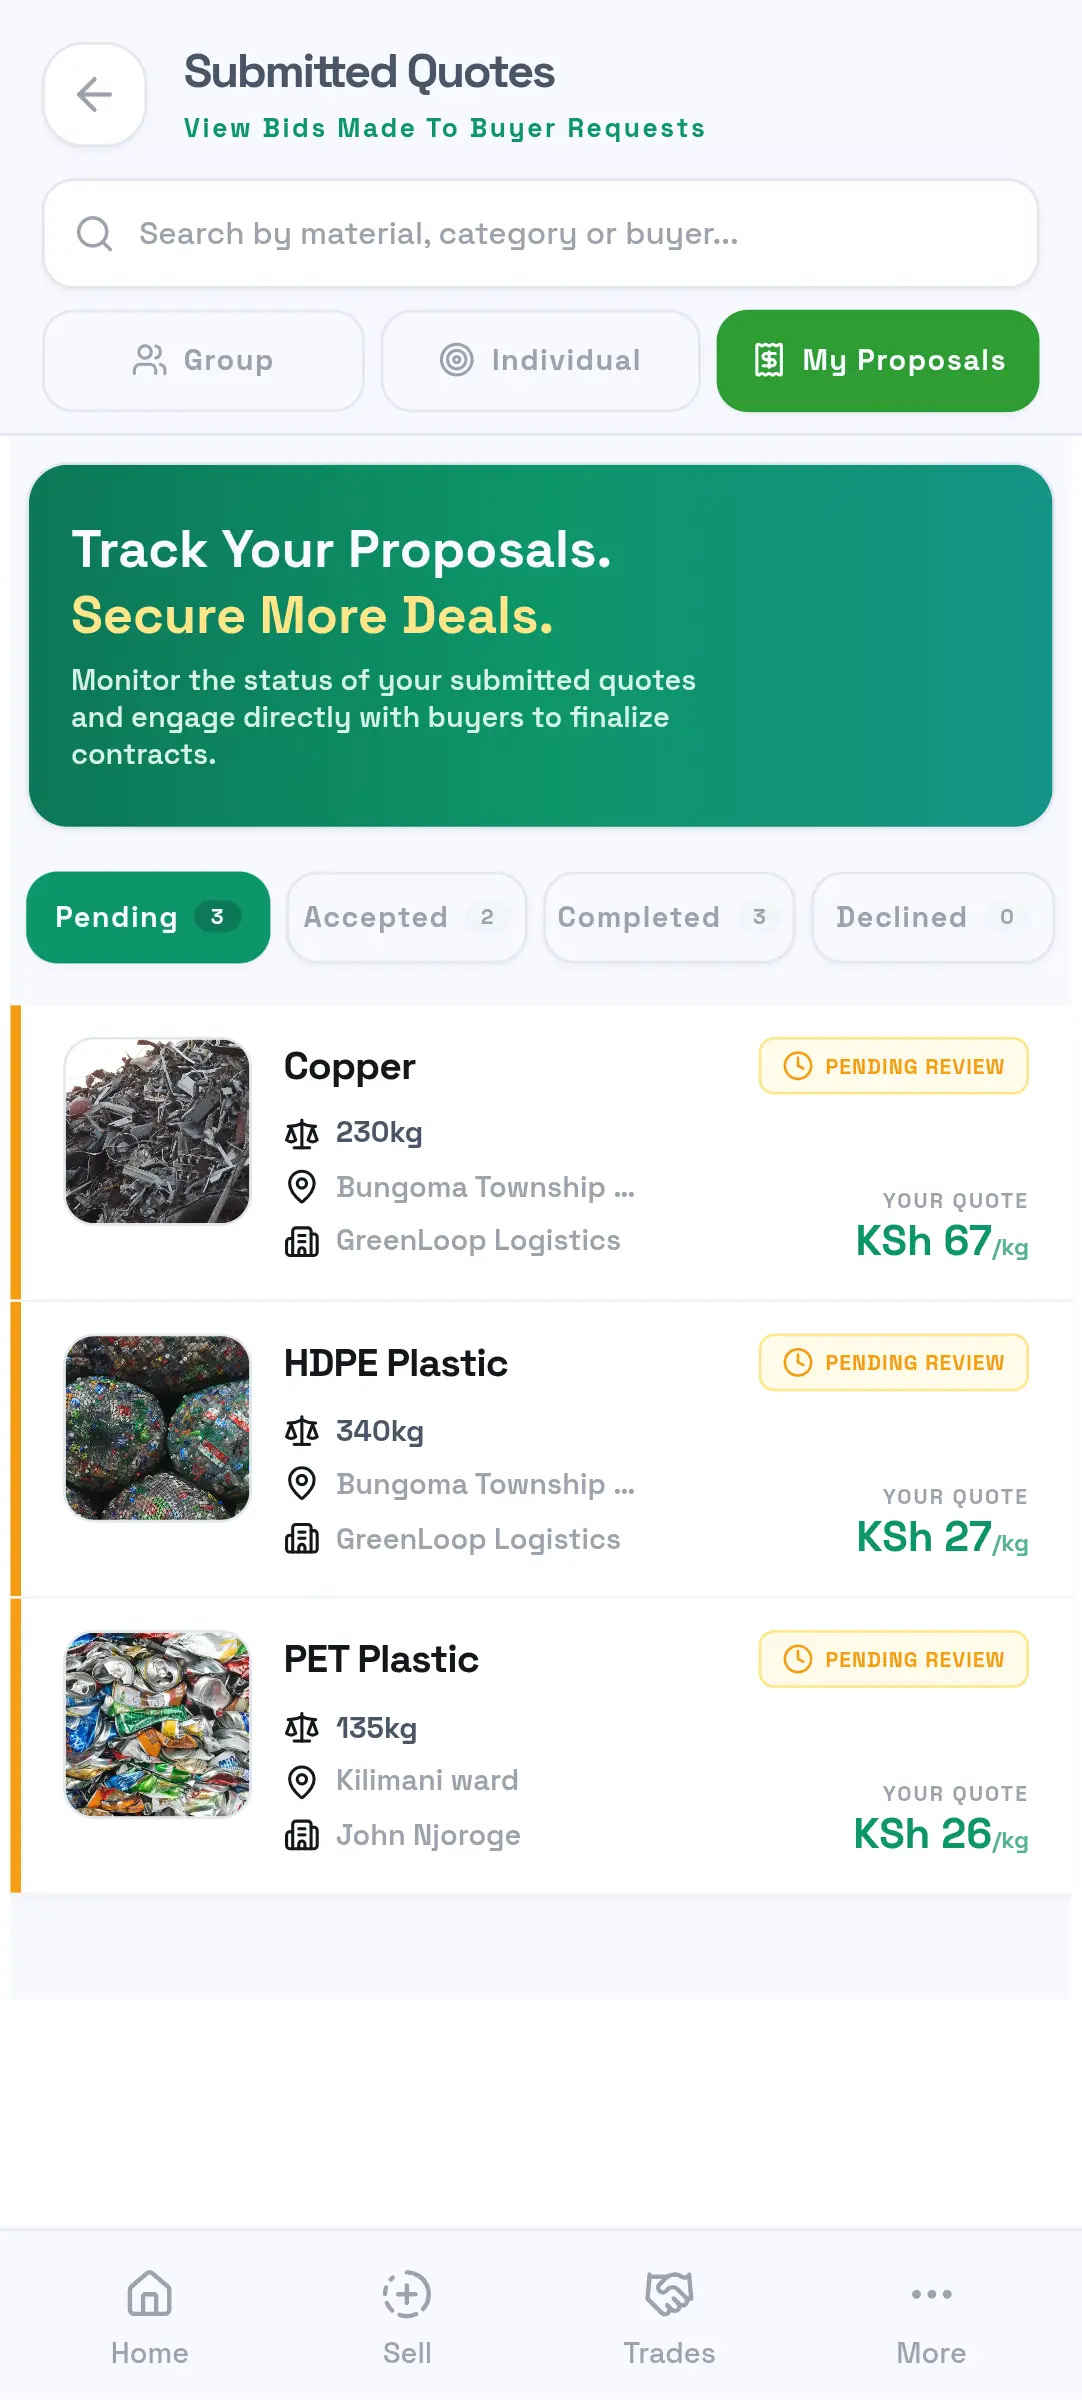 Submitted Quotes
View Bids Made To Buyer Requests
Search by material, category or buyer...
Group
Individual
My Proposals
Track Your Proposals.
Secure More Deals.
Monitor the status of your submitted quotes
and engage directly with buyers to finalize
contracts.
Pending 3
Accepted 2
Completed 3
Declined 0
Copper
PENDING REVIEW
230kg
Bungoma Township ...
GreenLoop Logistics
YOUR QUOTE
KSh 67/kg
HDPE Plastic
PENDING REVIEW
340kg
Bungoma Township ...
GreenLoop Logistics
YOUR QUOTE
KSh 27/kg
PET Plastic
PENDING REVIEW
135kg
Kilimani ward
John Njoroge
YOUR QUOTE
KSh 26/kg
Home
Sell
Trades
More